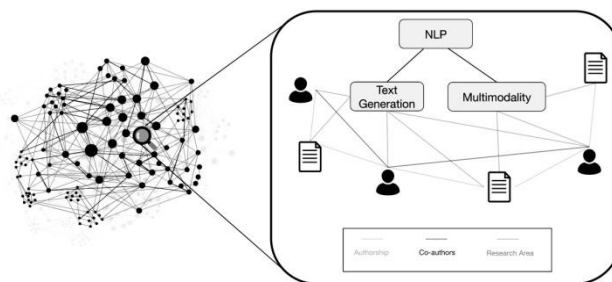 NLP
Text
Generation
Multimodality
Authorship
Co-authors
Research Area